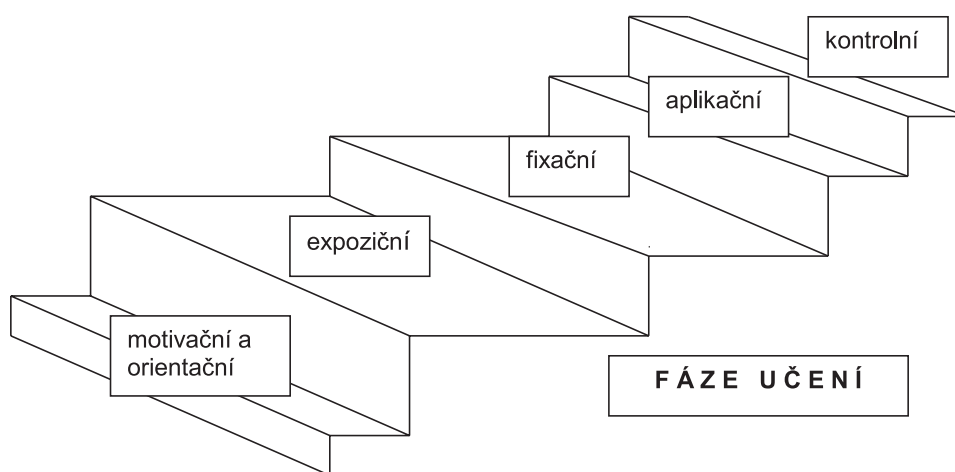 kontrolní
aplikační
fixační
expoziční
motivační a
orientační
FÁZE UČENÍ